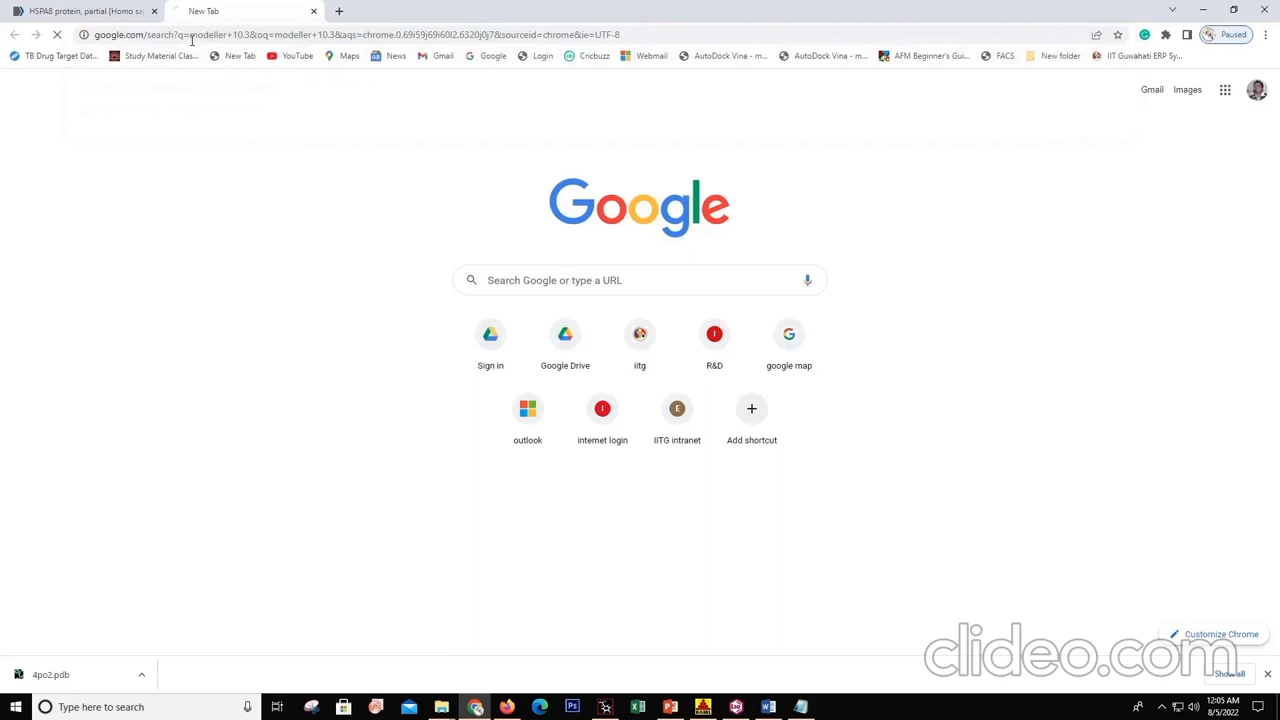 HSPA8 protein, partial [Homo sap
New Tab
google.com/search?q=modeller+10.3&oq=modeller+10.3&aqs=chrome.0.69i59j69i60l2.6320j0j7&sourceid=chrome&ie=UTF-8
Paused
TB Drug Target Dat... Study Material Clas... New Tab YouTube Maps News Gmail Google Login Cricbuzz Webmail AutoDock Vina - m... AutoDock Vina - m... AFM Beginner's Gui... FACS New folder IIT Guwahati ERP Sy...
Gmail Images
Google
Search Google or type a URL
Sign in Google Drive iitg R&D google map
outlook internet login IITG intranet Add shortcut
Customize Chrome
clideo.com
4po2.pdb
Show all
Type here to search
12:05 AM
8/5/2022